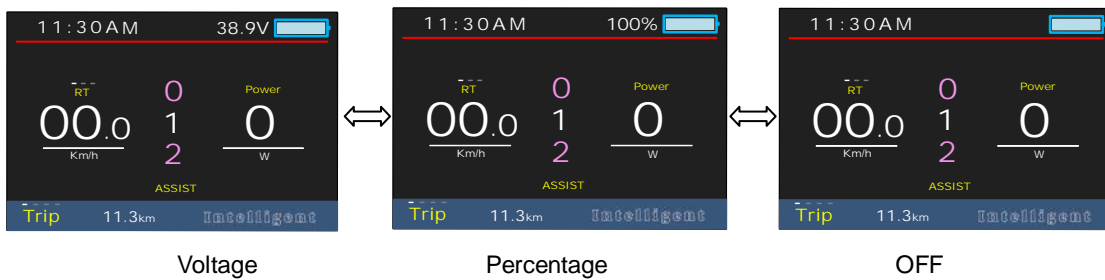 11:30AM 38.9V
RT 0 Power
00.0 1 0
Km/h 2 W
ASSIST
Trip 11.3km Intelligent
11:30AM 100%
RT 0 Power
00.0 1 0
Km/h 2 W
ASSIST
Trip 11.3km Intelligent
11:30AM
RT 0 Power
00.0 1 0
Km/h 2 W
ASSIST
Trip 11.3km Intelligent
Voltage Percentage OFF